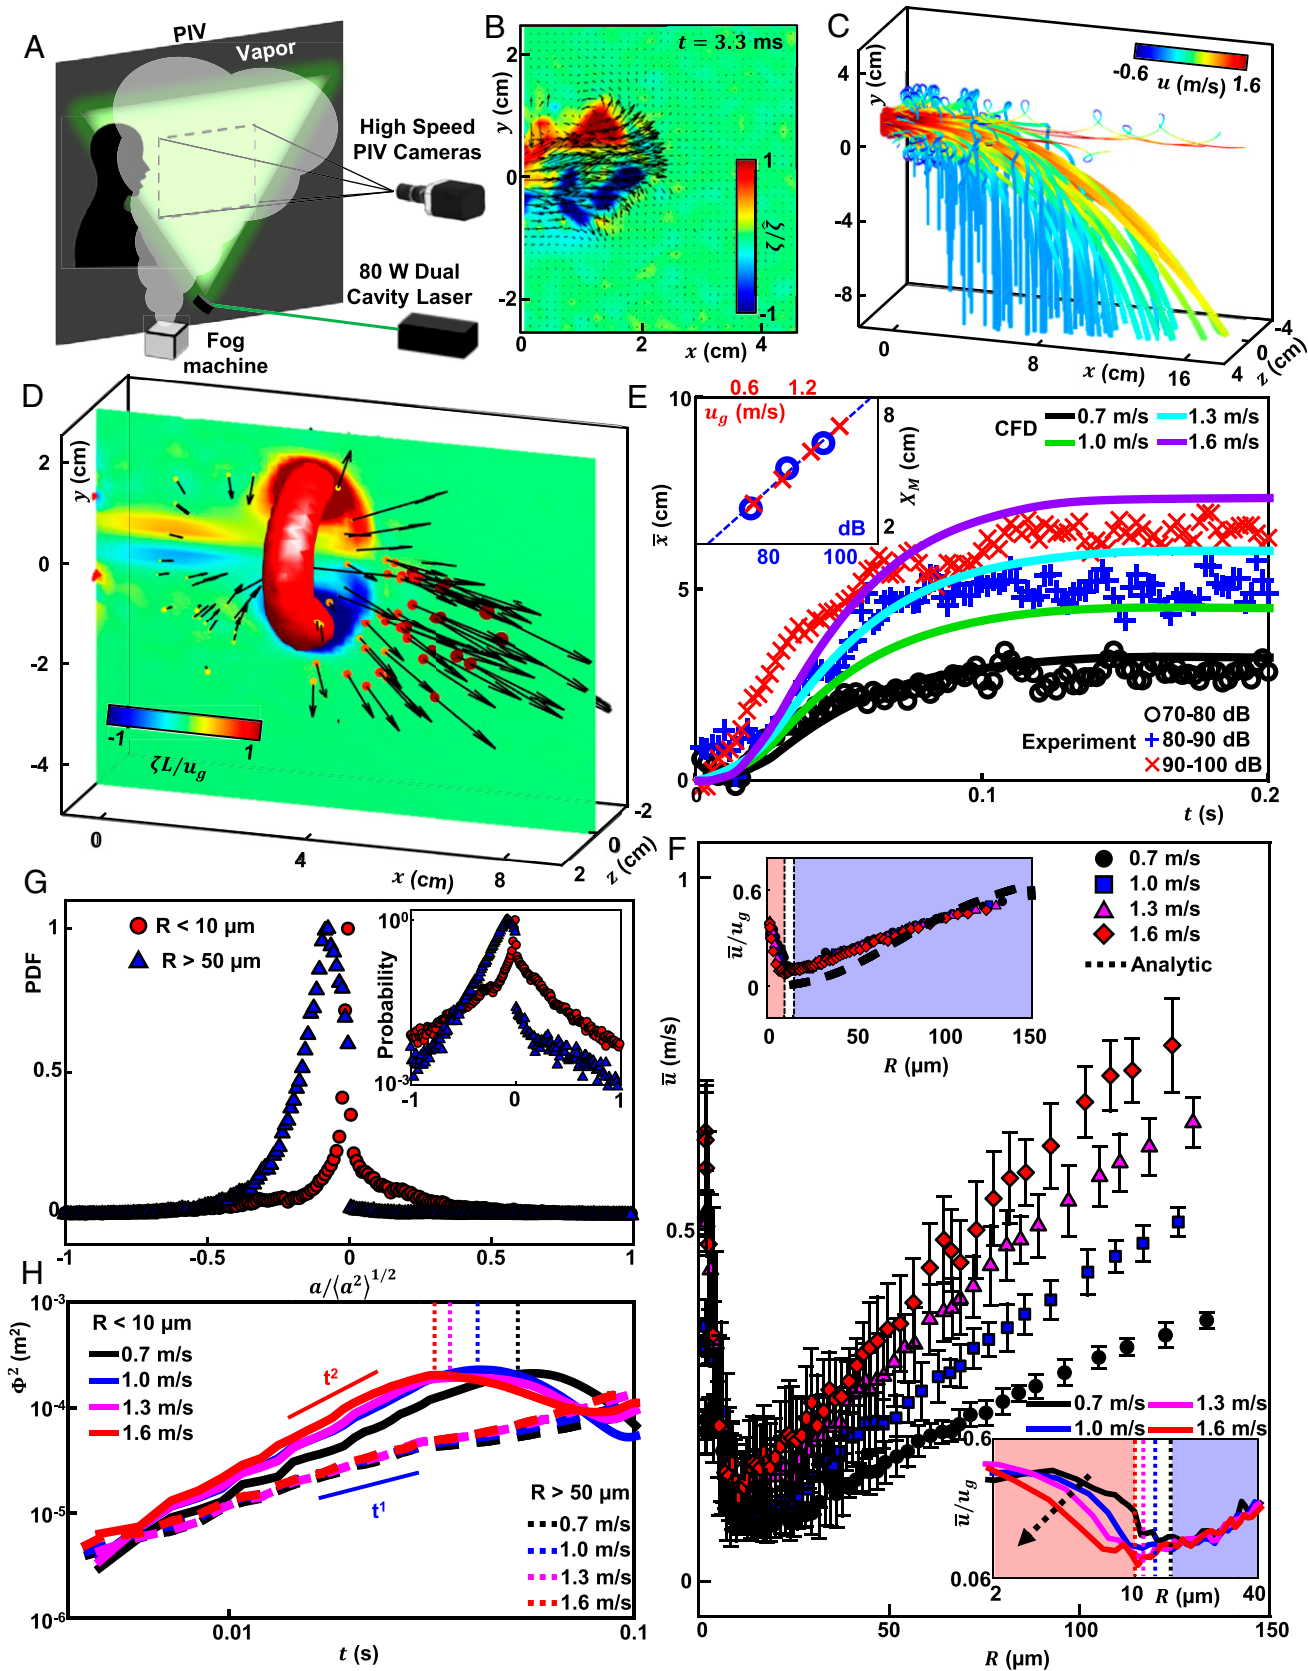 A
PIV
Vapor
High Speed
PIV Cameras
80 W Dual
Cavity Laser
Fog
machine
B
t = 3.3 ms
y (cm)
2
0
-2
1
-1
0
2
4
x (cm)
C
-0.6
u (m/s)
1.6
y (cm)
4
0
-4
-8
0
8
16
x (cm)
4
0
-4
z (cm)
D
y (cm)
2
0
-2
-4
-1
1
ζL/u_g
0
4
8
x (cm)
2
0
-2
z (cm)
E
10
5
0
x̅ (cm)
0.6
1.2
u_g (m/s)
8
2
X_M (cm)
dB
80
100
CFD
0.7 m/s
1.0 m/s
1.3 m/s
1.6 m/s
Experiment
70-80 dB
80-90 dB
90-100 dB
0
0.1
0.2
t (s)
F
1
0.5
0
u̅ (m/s)
0.6
0
u̅/u_g
0
50
100
150
R (µm)
0.7 m/s
1.0 m/s
1.3 m/s
1.6 m/s
Analytic
0.7 m/s
1.0 m/s
1.3 m/s
1.6 m/s
0.6
0.06
u̅/u_g
2
10
R (µm)
40
0
50
100
150
R (µm)
G
PDF
1
0.5
0
R < 10 µm
R > 50 µm
Probability
10⁰
10⁻³
-1
0
1
-1
-0.5
0
0.5
1
a/⟨a²⟩^1/2
H
Φ² (m²)
10⁻³
10⁻⁴
10⁻⁵
10⁻⁶
R < 10 µm
0.7 m/s
1.0 m/s
1.3 m/s
1.6 m/s
t²
t¹
R > 50 µm
0.7 m/s
1.0 m/s
1.3 m/s
1.6 m/s
0.01
0.1
t (s)